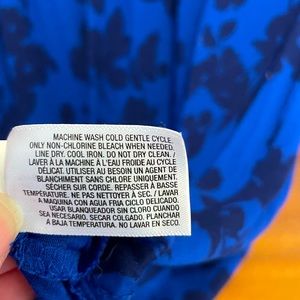 MACHINE WASH COLD GENTLE CYCLE.
ONLY NON-CHLORINE BLEACH WHEN NEEDED.
LINE DRY. COOL IRON. DO NOT DRY CLEAN. /
LAVER À LA MACHINE À L'EAU FROIDE AU CYCLE
DÉLICAT. UTILISER AU BESOIN UN AGENT DE
BLANCHIMENT SANS CHLORE UNIQUEMENT.
SÉCHER SUR CORDE. REPASSER À BASSE
TEMPÉRATURE. NE PAS NETTOYER À SEC. / LAVAR
A MAQUINA CON AGUA FRIA CICLO DELICADO.
USAR BLANQUEADOR SIN CLORO CUANDO
SEA NECESARIO. SECAR COLGADO. PLANCHAR
A BAJA TEMPERATURA. NO LAVAR EN SECO.